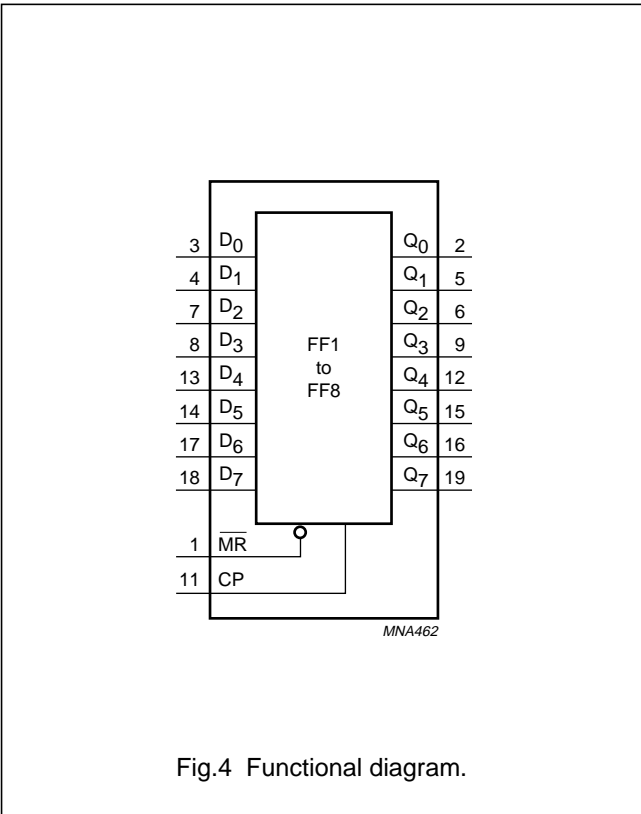 3 D0 Q0 2
4 D1 Q1 5
7 D2 Q2 6
8 D3 FF1 Q3 9
to
13 D4 FF8 Q4 12
14 D5 Q5 15
17 D6 Q6 16
18 D7 Q7 19
1 M̅R̅
11 CP
MNA462
Fig.4 Functional diagram.